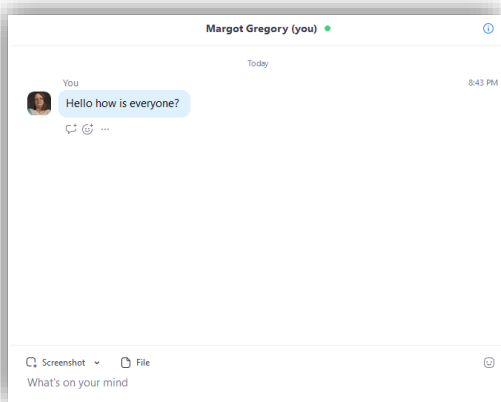 Margot Gregory (you)
Today
You
8:43 PM
Hello how is everyone?
Screenshot
File
What's on your mind